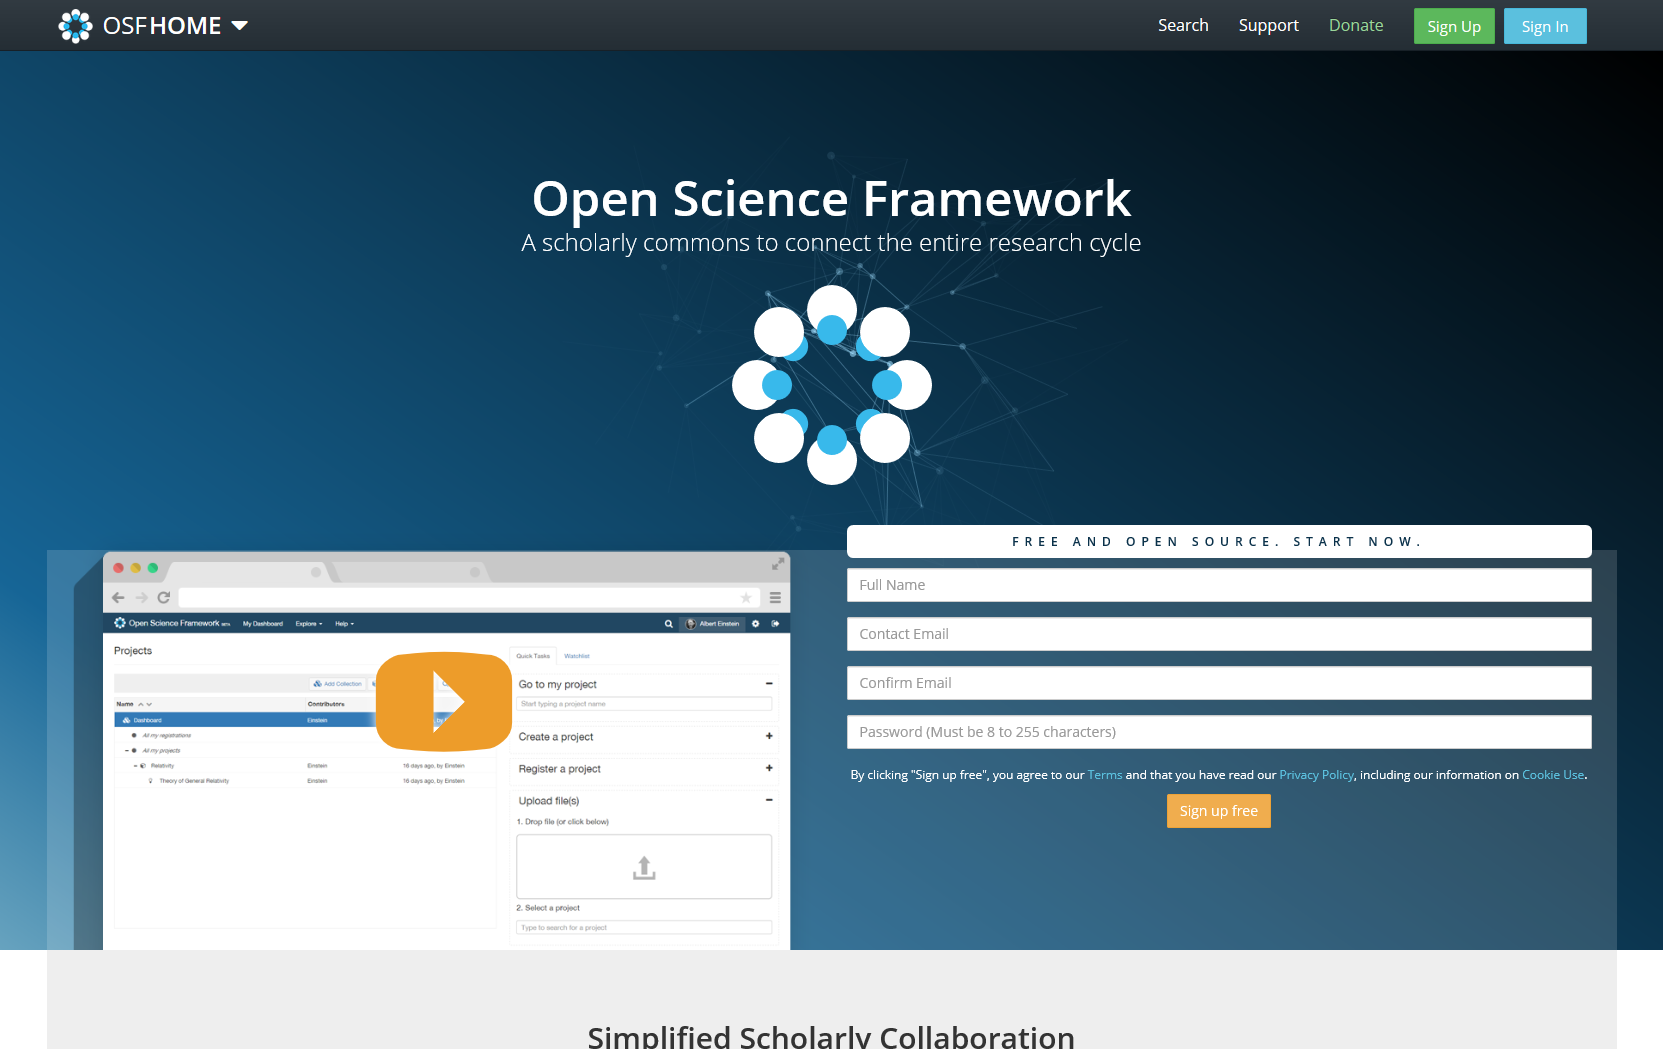 OSFHOME
Search
Support
Donate
Sign Up
Sign In
Open Science Framework
A scholarly commons to connect the entire research cycle
FREE AND OPEN SOURCE. START NOW.
Full Name
Contact Email
Confirm Email
Password (Must be 8 to 255 characters)
By clicking "Sign up free", you agree to our Terms and that you have read our Privacy Policy, including our information on Cookie Use.
Sign up free
Open Science Framework BETA
My Dashboard
Explore
Help
Albert Einstein
Projects
Add Collection
Name
Contributors
Dashboard
Einstein
by Einstein
All my registrations
All my projects
Relativity
Einstein
16 days ago, by Einstein
Theory of General Relativity
Einstein
16 days ago, by Einstein
Quick Tasks
Watchlist
Go to my project
Start typing a project name
Create a project
Register a project
Upload file(s)
1. Drop file (or click below)
2. Select a project
Type to search for a project
Simplified Scholarly Collaboration